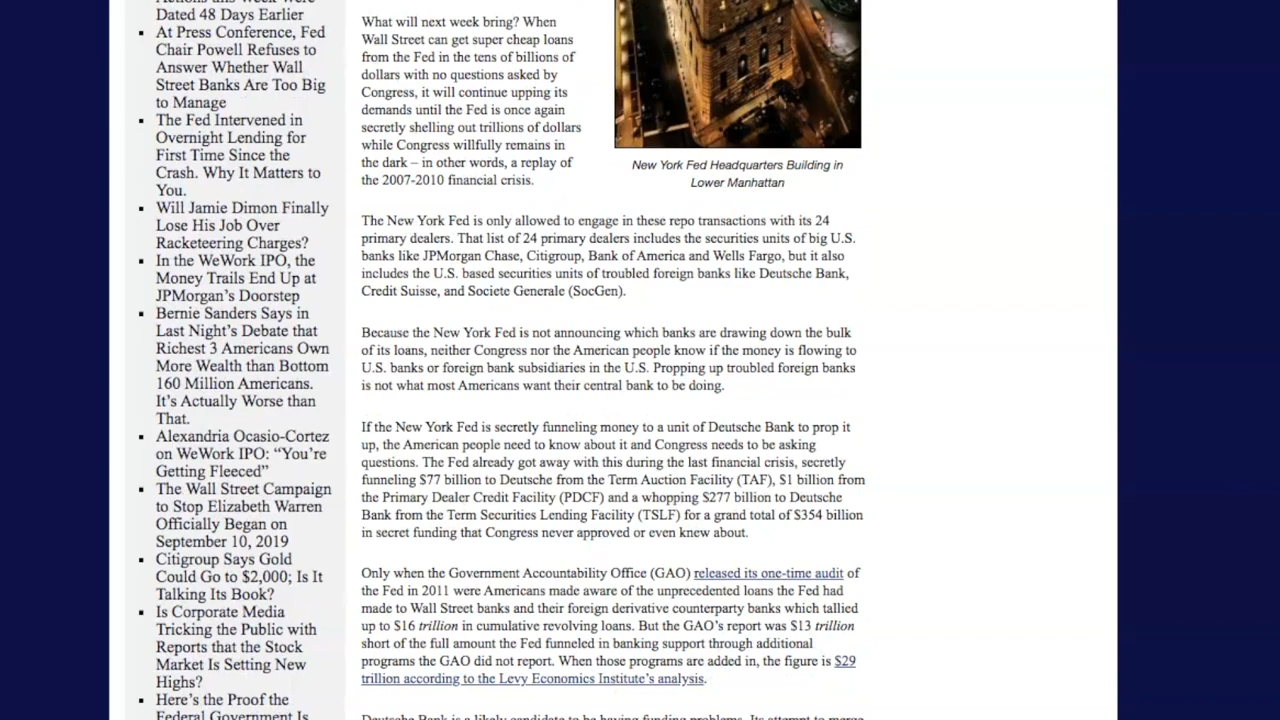 Actions this Week Were
Dated 48 Days Earlier
At Press Conference, Fed
Chair Powell Refuses to
Answer Whether Wall
Street Banks Are Too Big
to Manage
The Fed Intervened in
Overnight Lending for
First Time Since the
Crash. Why It Matters to
You.
Will Jamie Dimon Finally
Lose His Job Over
Racketeering Charges?
In the WeWork IPO, the
Money Trails End Up at
JPMorgan's Doorstep
Bernie Sanders Says in
Last Night's Debate that
Richest 3 Americans Own
More Wealth than Bottom
160 Million Americans.
It's Actually Worse than
That.
Alexandria Ocasio-Cortez
on WeWork IPO: “You're
Getting Fleeced”
The Wall Street Campaign
to Stop Elizabeth Warren
Officially Began on
September 10, 2019
Citigroup Says Gold
Could Go to $2,000; Is It
Talking Its Book?
Is Corporate Media
Tricking the Public with
Reports that the Stock
Market Is Setting New
Highs?
Here's the Proof the
Federal Government Is
What will next week bring? When
Wall Street can get super cheap loans
from the Fed in the tens of billions of
dollars with no questions asked by
Congress, it will continue upping its
demands until the Fed is once again
secretly shelling out trillions of dollars
while Congress willfully remains in
the dark – in other words, a replay of
the 2007-2010 financial crisis.
New York Fed Headquarters Building in
Lower Manhattan
The New York Fed is only allowed to engage in these repo transactions with its 24
primary dealers. That list of 24 primary dealers includes the securities units of big U.S.
banks like JPMorgan Chase, Citigroup, Bank of America and Wells Fargo, but it also
includes the U.S. based securities units of troubled foreign banks like Deutsche Bank,
Credit Suisse, and Societe Generale (SocGen).
Because the New York Fed is not announcing which banks are drawing down the bulk
of its loans, neither Congress nor the American people know if the money is flowing to
U.S. banks or foreign bank subsidiaries in the U.S. Propping up troubled foreign banks
is not what most Americans want their central bank to be doing.
If the New York Fed is secretly funneling money to a unit of Deutsche Bank to prop it
up, the American people need to know about it and Congress needs to be asking
questions. The Fed already got away with this during the last financial crisis, secretly
funneling $77 billion to Deutsche from the Term Auction Facility (TAF), $1 billion from
the Primary Dealer Credit Facility (PDCF) and a whopping $277 billion to Deutsche
Bank from the Term Securities Lending Facility (TSLF) for a grand total of $354 billion
in secret funding that Congress never approved or even knew about.
Only when the Government Accountability Office (GAO) released its one-time audit of
the Fed in 2011 were Americans made aware of the unprecedented loans the Fed had
made to Wall Street banks and their foreign derivative counterparty banks which tallied
up to $16 trillion in cumulative revolving loans. But the GAO's report was $13 trillion
short of the full amount the Fed funneled in banking support through additional
programs the GAO did not report. When those programs are added in, the figure is $29
trillion according to the Levy Economics Institute's analysis.
Deutsche Bank is a likely candidate to be having funding problems. Its attempt to merge